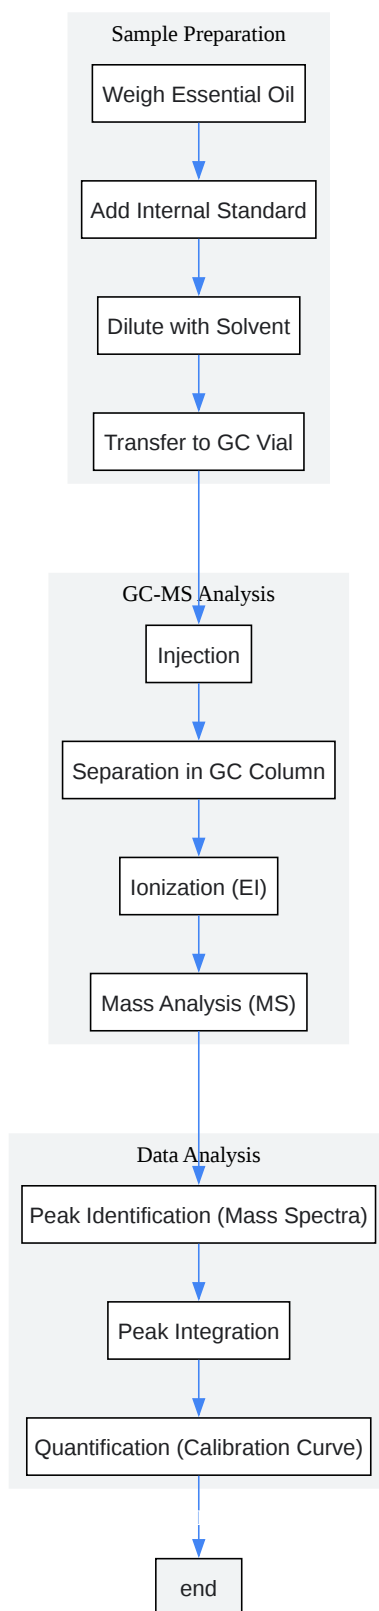 Sample Preparation
Weigh Essential Oil
Add Internal Standard
Dilute with Solvent
Transfer to GC Vial
GC-MS Analysis
Injection
Separation in GC Column
Ionization (EI)
Mass Analysis (MS)
Data Analysis
Peak Identification (Mass Spectra)
Peak Integration
Quantification (Calibration Curve)
end